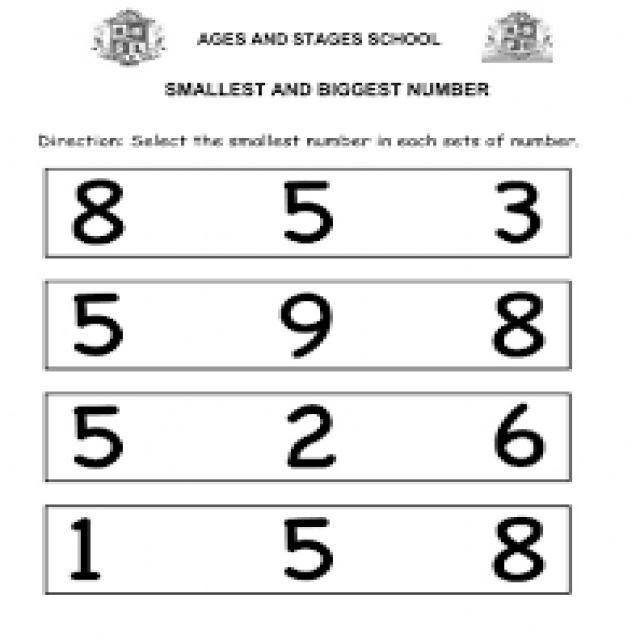 AGES AND STAGES SCHOOL
SMALLEST AND BIGGEST NUMBER
Direction: Select the smallest number in each sets of number.
8 5 3
5 9 8
5 2 6
1 5 8